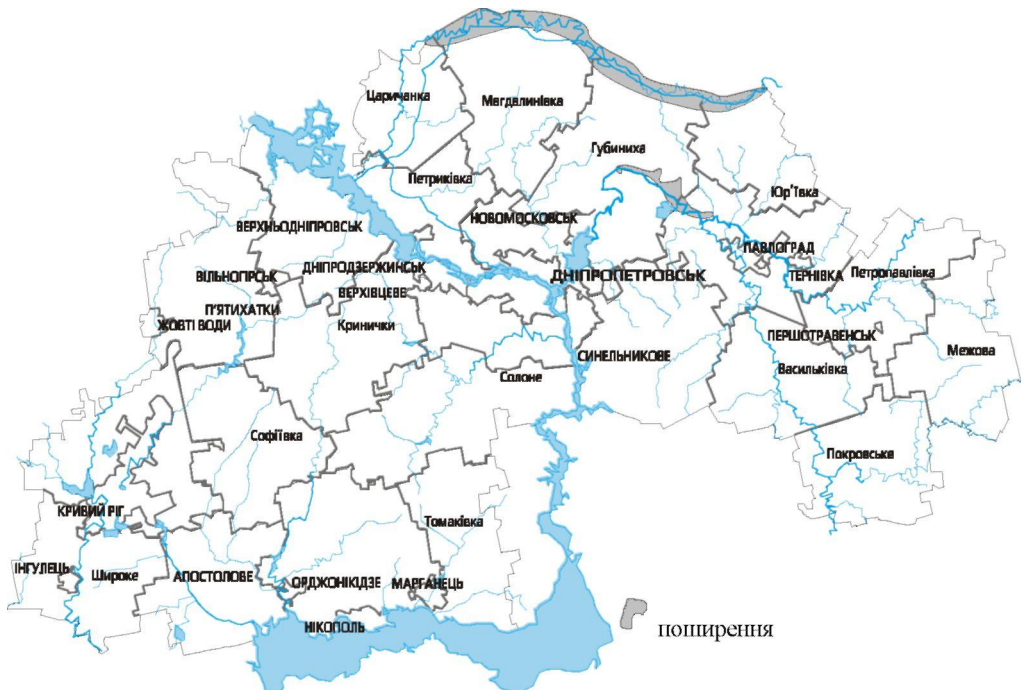 Царичанка
Магдалинівка
Губиниха
Петриківка
Юр'ївка
НОВОМОСКОВСЬК
ВЕРХНЬОДНІПРОВСЬК
ПАВЛОГРАД
ДНІПРОДЗЕРЖИНСЬК
ДНІПРОПЕТРОВСЬК
ТЕРНІВКА
Петропавлівка
ВІЛЬНОГІРСЬК
ВЕРХІВЦЕВЕ
П'ЯТИХАТКИ
ЖОВТІ ВОДИ
Кринички
ПЕРШОТРАВЕНСЬК
Межова
СИНЕЛЬНИКОВЕ
Васильківка
Солоне
Софіївка
Покровське
КРИВИЙ РІГ
Томаківка
ІНГУЛЕЦЬ
Широке
АПОСТОЛОВЕ
ОРДЖОНІКІДЗЕ
МАРГАНЕЦЬ
НІКОПОЛЬ
поширення